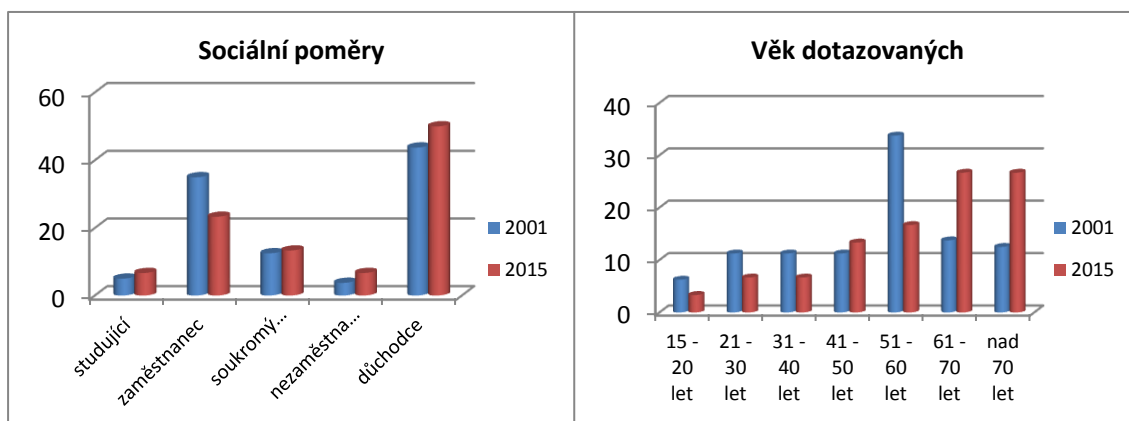 Sociální poměry
60
40
20
0
studující
zaměstnanec
soukromý...
nezaměstna...
důchodce
2001
2015
Věk dotazovaných
40
30
20
10
0
15 - 20 let
21 - 30 let
31 - 40 let
41 - 50 let
51 - 60 let
61 - 70 let
nad 70 let
2001
2015